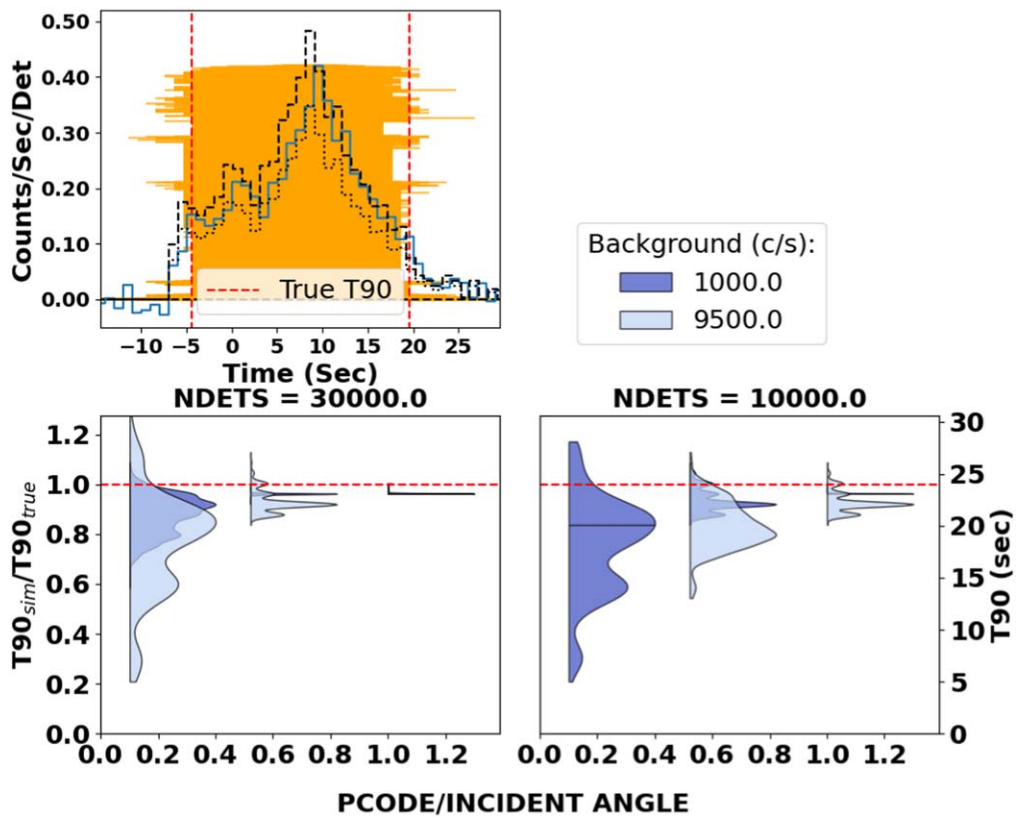 0.50
0.40
0.30
0.20
0.10
0.00
Counts/Sec/Det
True T90
−10 −5 0 5 10 15 20 25
Time (Sec)
Background (c/s):
1000.0
9500.0
NDETS = 30000.0
1.2
1.0
0.8
0.6
0.4
0.2
0.0
T90sim/T90true
0.0 0.2 0.4 0.6 0.8 1.0 1.2
NDETS = 10000.0
30
25
20
15
10
5
0
T90 (sec)
0.0 0.2 0.4 0.6 0.8 1.0 1.2
PCODE/INCIDENT ANGLE